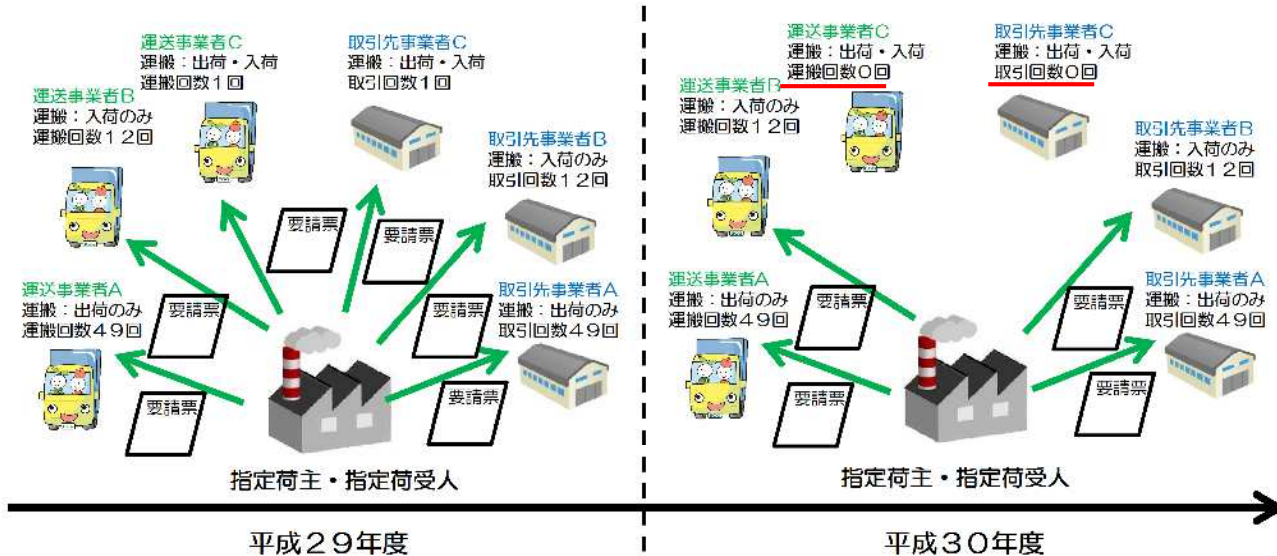 運送事業者C
運搬：出荷・入荷
運搬回数１回
取引先事業者C
運搬：出荷・入荷
取引回数１回
運送事業者B
運搬：入荷のみ
運搬回数１２回
取引先事業者B
運搬：入荷のみ
取引回数１２回
要請票
要請票
運送事業者A
運搬：出荷のみ
運搬回数４９回
要請票
要請票
取引先事業者A
運搬：出荷のみ
取引回数４９回
要請票
要請票
指定荷主・指定荷受人
平成２９年度
運送事業者C
運搬：出荷・入荷
運搬回数０回
取引先事業者C
運搬：出荷・入荷
取引回数０回
運送事業者B
運搬：入荷のみ
運搬回数１２回
取引先事業者B
運搬：入荷のみ
取引回数１２回
運送事業者A
運搬：出荷のみ
運搬回数４９回
要請票
要請票
取引先事業者A
運搬：出荷のみ
取引回数４９回
要請票
要請票
指定荷主・指定荷受人
平成３０年度